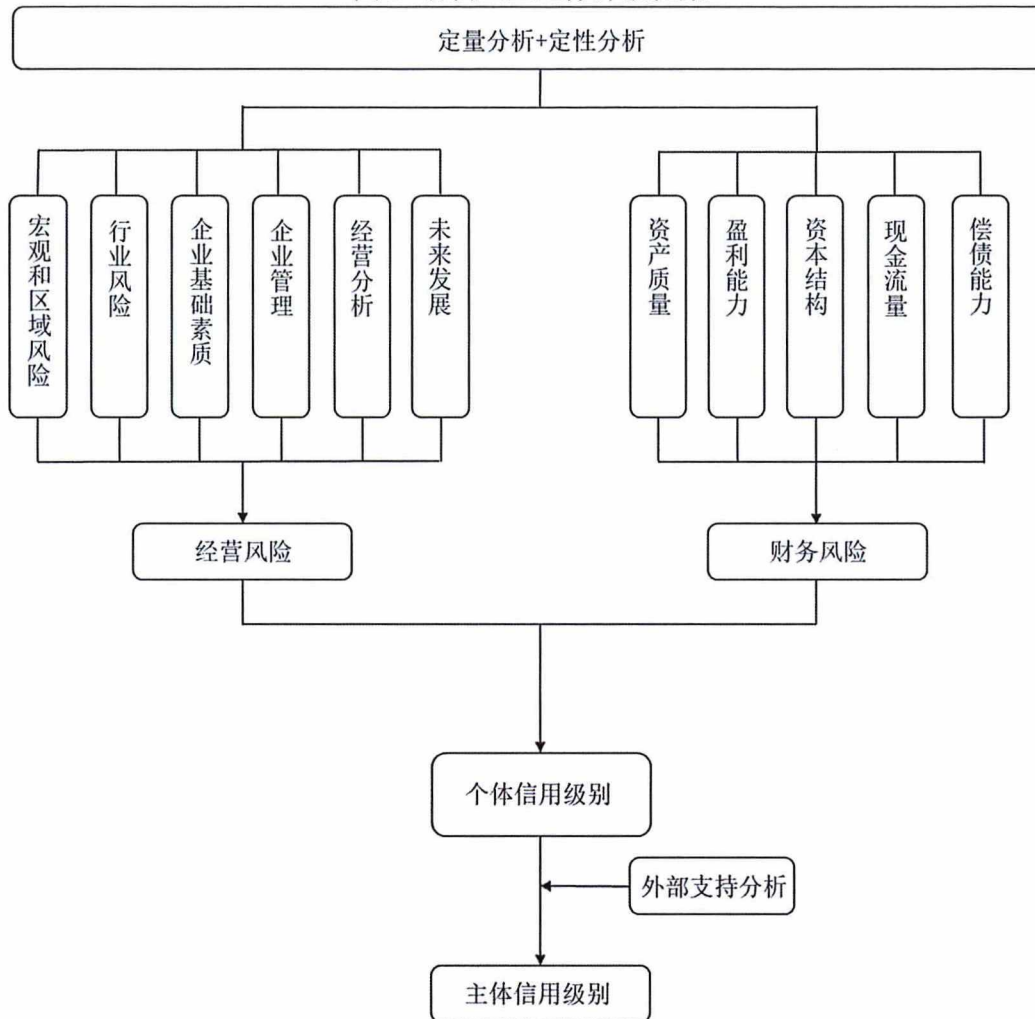 定量分析+定性分析
宏观和区域风险
行业风险
企业基础素质
企业管理
经营分析
未来发展
资产质量
盈利能力
资本结构
现金流量
偿债能力
经营风险
财务风险
个体信用级别
外部支持分析
主体信用级别